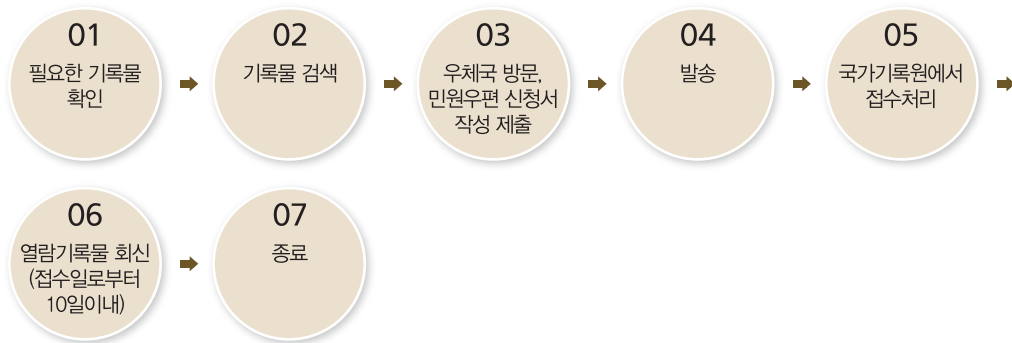 01
필요한 기록물
확인
02
기록물 검색
03
우체국 방문,
민원우편 신청서
작성 제출
04
발송
05
국가기록원에서
접수처리
06
열람기록물 회신
(접수일로부터
10일이내)
07
종료